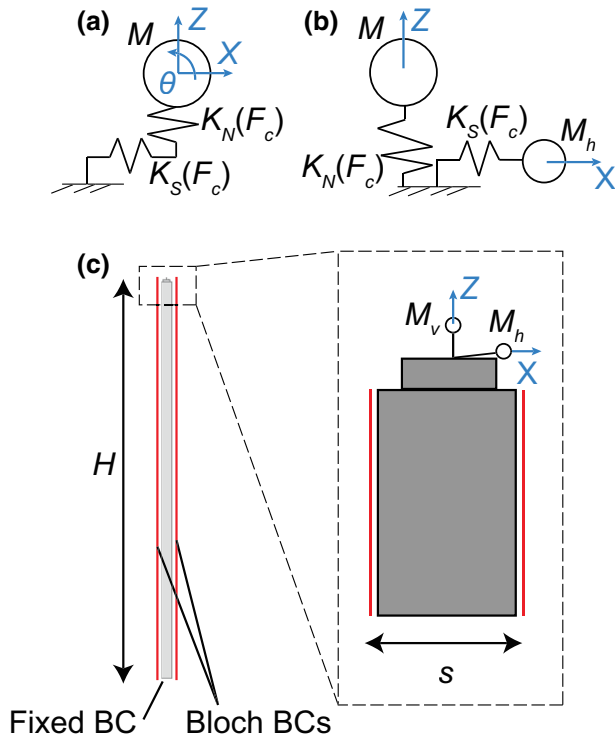 (a)
Z
M
X
θ
K_N(F_c)
K_S(F_c)
(b)
Z
K_S(F_c)
M_h
K_N(F_c)
X
(c)
H
Z
M_v
M_h
X
s
Fixed BC
Bloch BCs